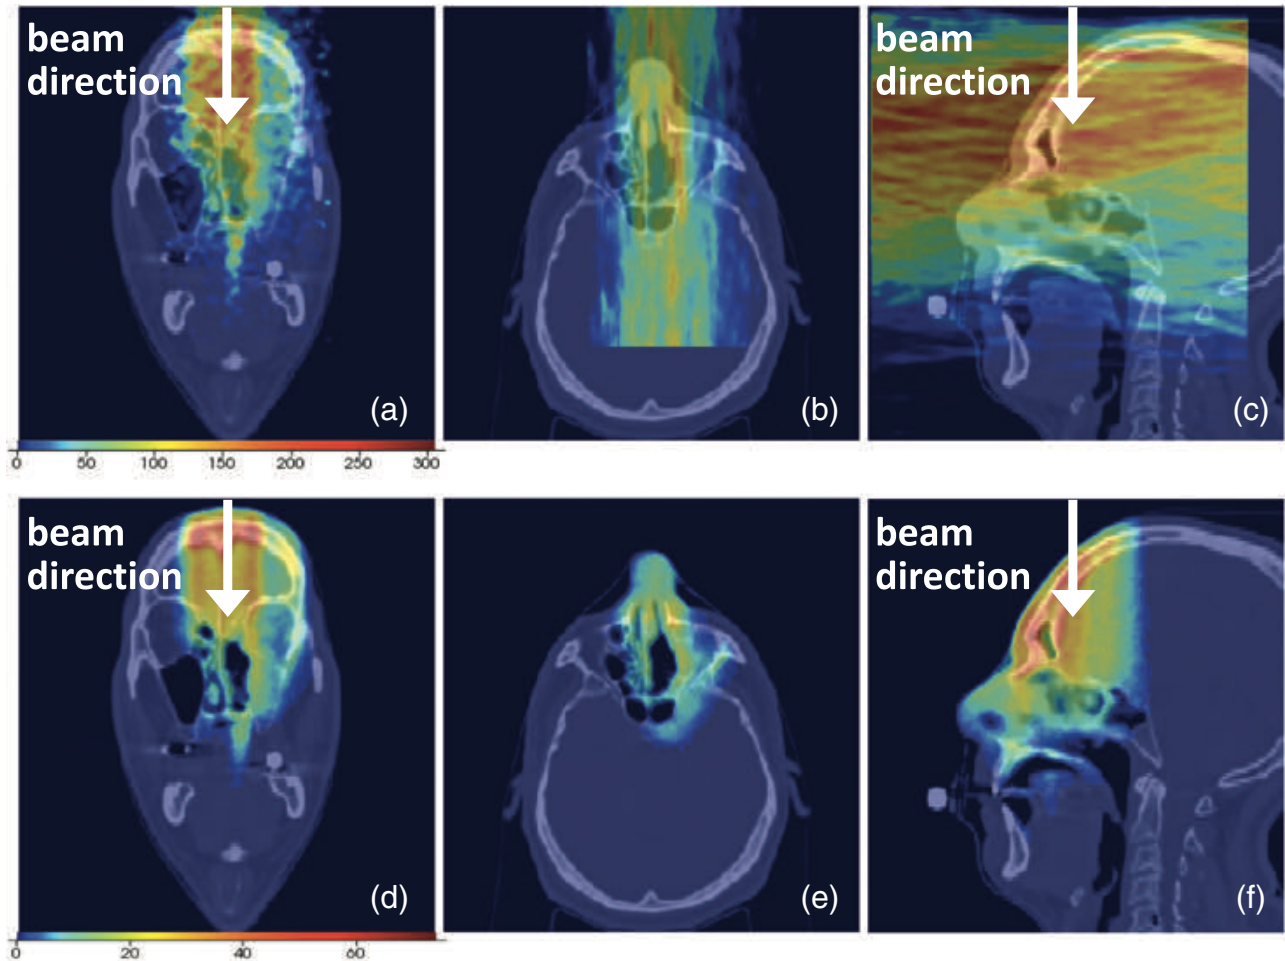 beam
direction
(a)
(b)
beam
direction
(c)
0 50 100 150 200 250 300
beam
direction
(d)
(e)
beam
direction
(f)
0 20 40 60